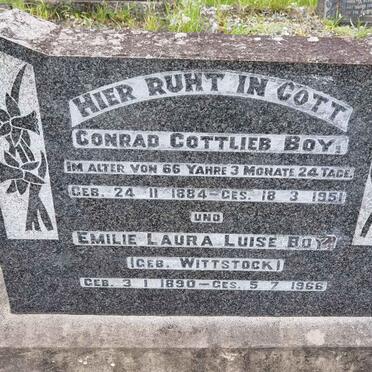 HIER RUHT IN GOTT
CONRAD GOTTLIEB BOY.
IM ALTER VON 66 YAHRE 3 MONATE 24 TAGE.
GEB. 24 11 1884 – GES. 18 3 1951
UND
EMILIE LAURA LUISE BOY.
(GEB. WITTSTOCK)
GEB. 3 1 1890 – GES. 5 7 1966